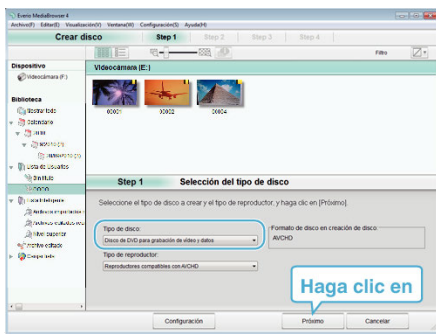 Everio MediaBrowser 4
Archivo(F) Editar(E) Visualización(V) Ventana(W) Configuración(S) Ayuda(H)
Crear disco
Step 1
Step 2
Step 3
Step 4
Filtro
Dispositivo
Videocámara (F:)
Videocámara [E:]
00001
00002
00004
Biblioteca
Mostrar todo
Calendario
Lista de Usuarios
Sin título
Nivel superior
Step 1
Selección del tipo de disco
Seleccione el tipo de disco a crear y el tipo de reproductor, y haga clic en [Próximo].
Tipo de disco:
Disco de DVD para grabación de vídeo y datos
Formato de disco en creación de disco
AVCHD
Tipo de reproductor:
Reproductores compatibles con AVCHD
Haga clic en
Configuración
Próximo
Cancelar